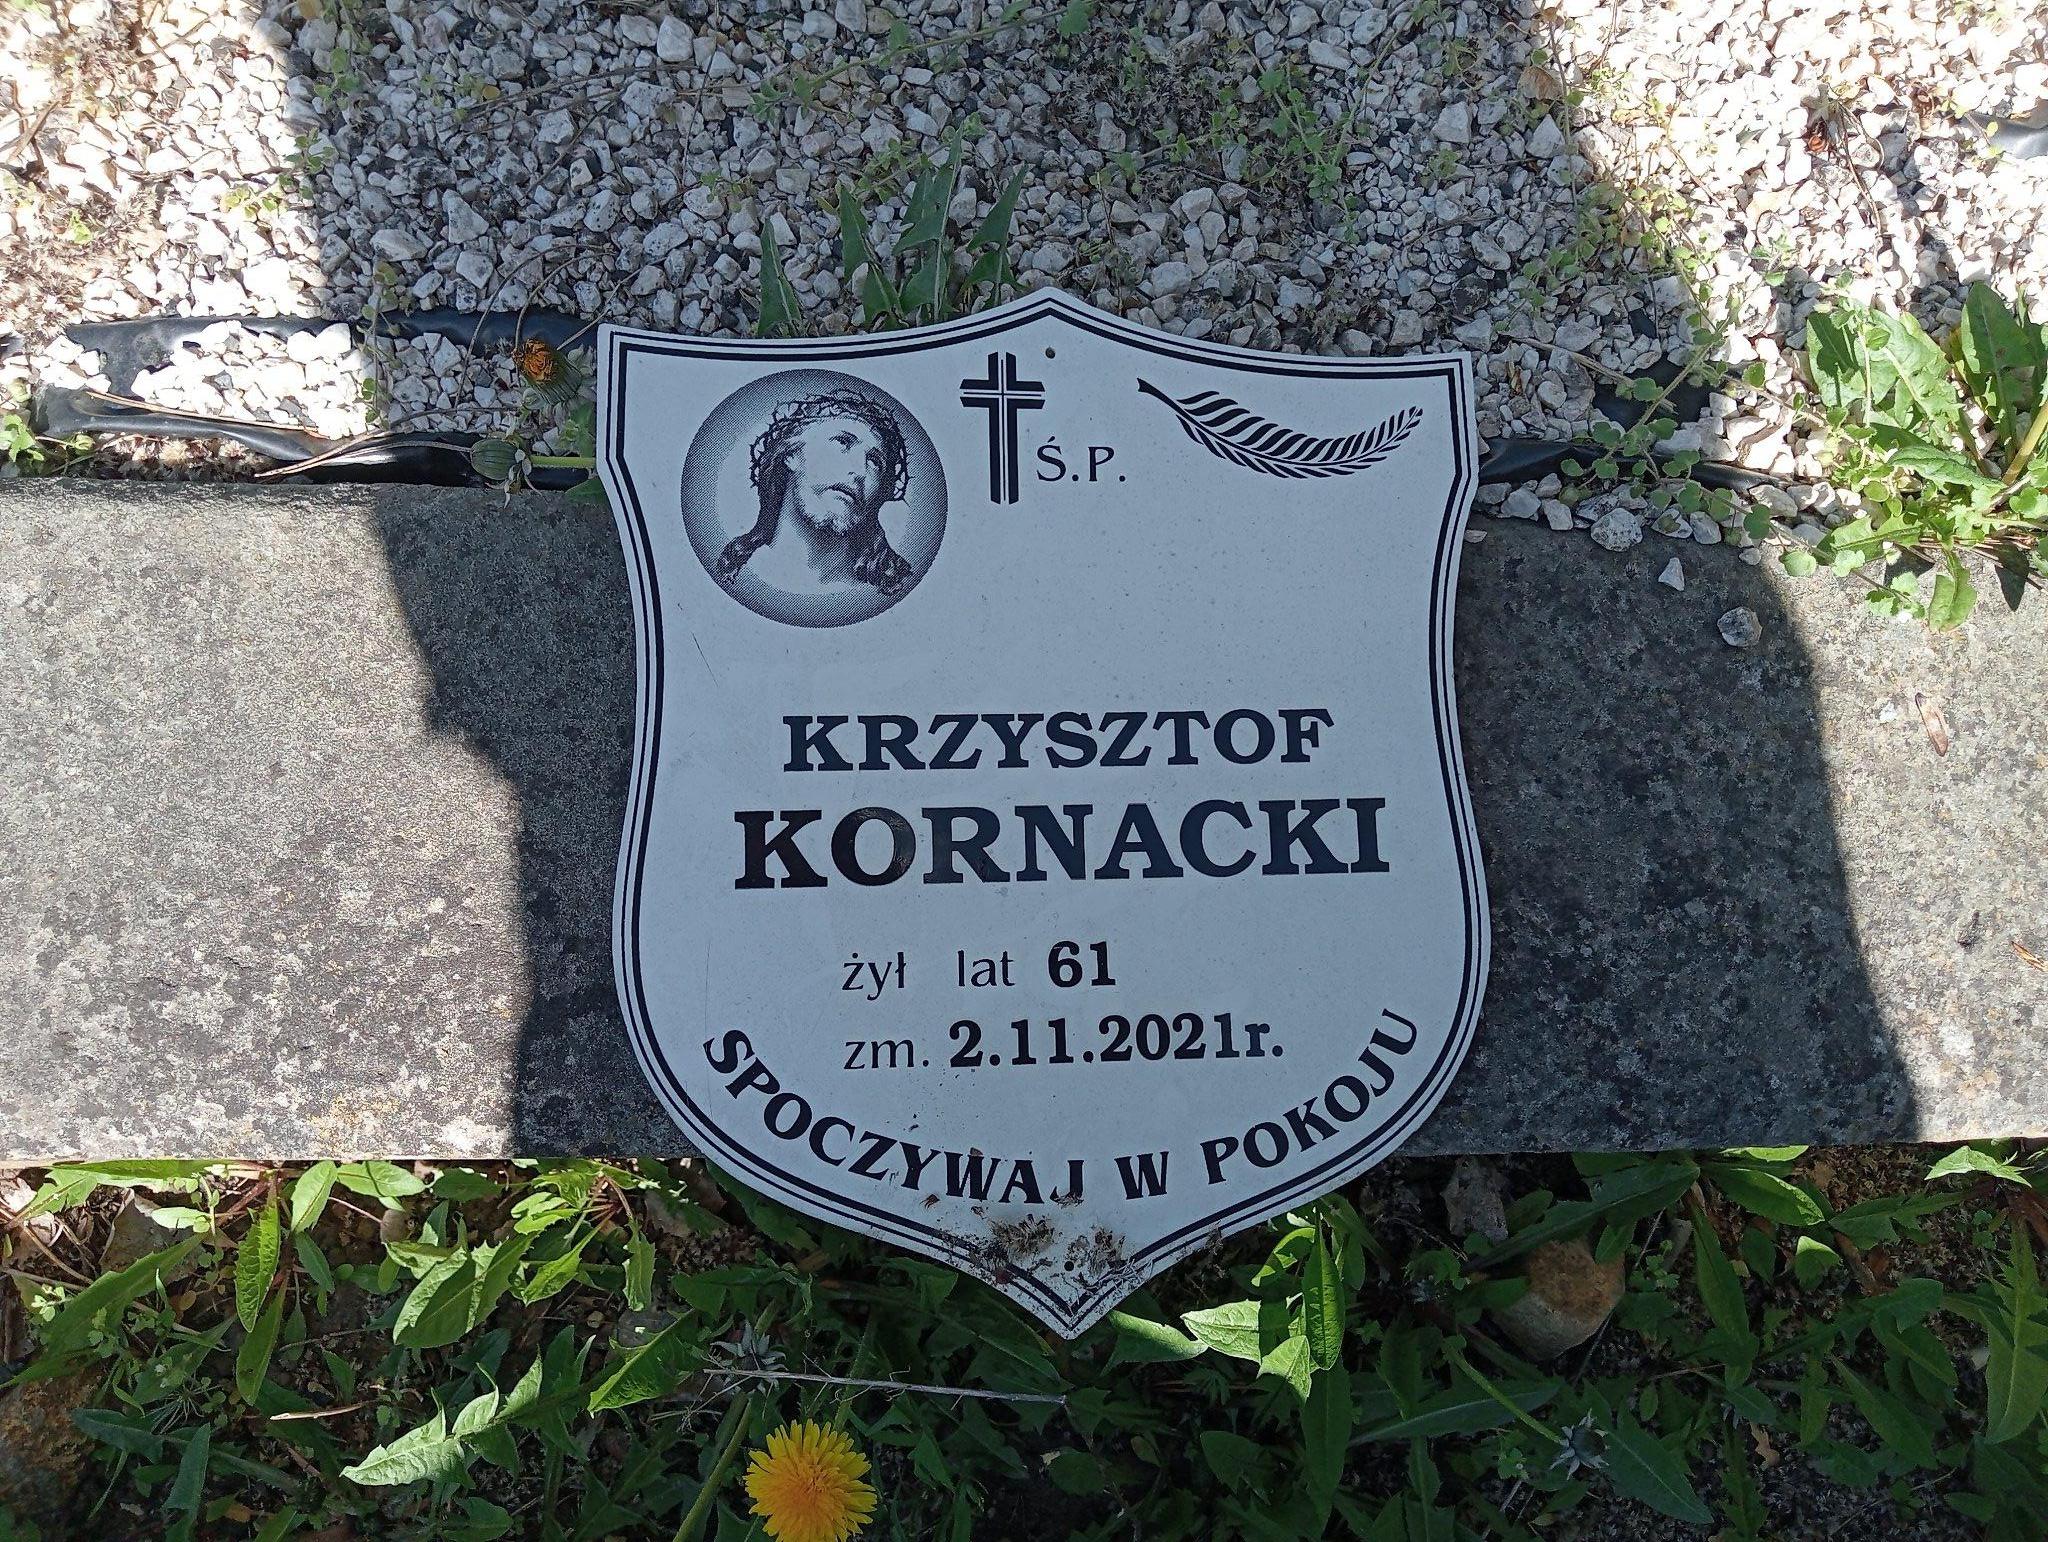 Ś.P.
KRZYSZTOF
KORNACKI
żył lat 61
zm. 2.11.2021r.
SPOCZYWAJ W POKOJU